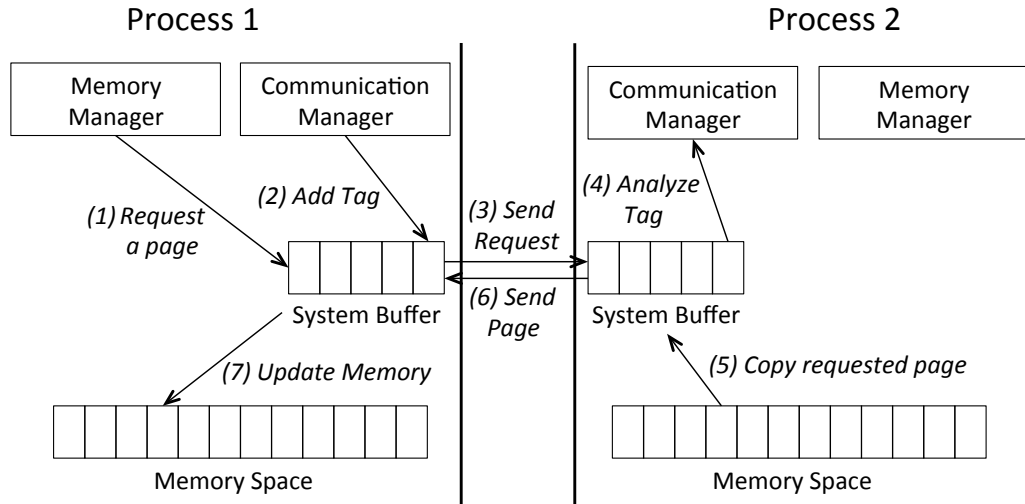 Process 1
Process 2
Memory
Manager
Communication
Manager
Communication
Manager
Memory
Manager
(1) Request
a page
(2) Add Tag
(3) Send
Request
(4) Analyze
Tag
(6) Send
Page
System Buffer
System Buffer
(7) Update Memory
(5) Copy requested page
Memory Space
Memory Space